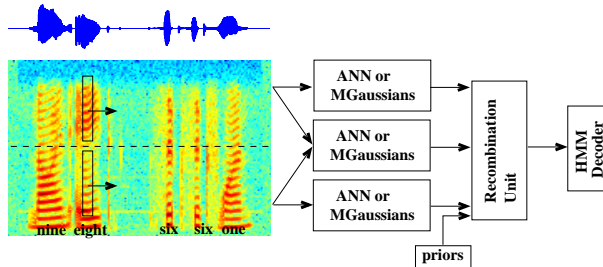 ANN or
MGaussians
ANN or
MGaussians
ANN or
MGaussians
Recombination
Unit
HMM
Decoder
nine eight six six one
priors